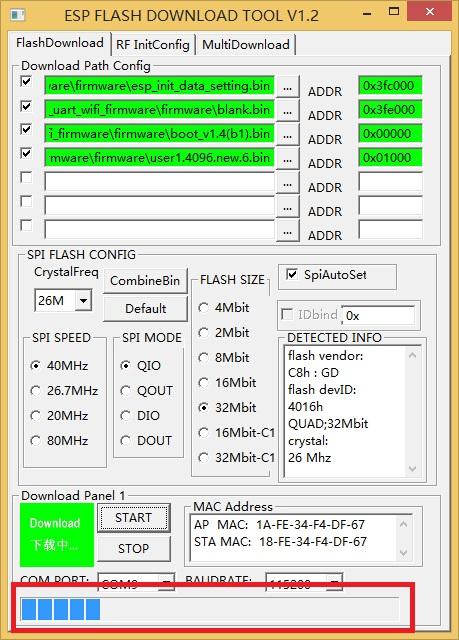 ESP FLASH DOWNLOAD TOOL V1.2
FlashDownload RF InitConfig MultiDownload
Download Path Config
are\firmware\esp_init_data_setting.bin ... ADDR 0x3fc000
_uart_wifi_firmware\firmware\blank.bin ... ADDR 0x3fe000
i_firmware\firmware\boot_v1.4(b1).bin ... ADDR 0x00000
mware\firmware\user1.4096.new.6.bin ... ADDR 0x01000
... ADDR
... ADDR
... ADDR
SPI FLASH CONFIG
CrystalFreq
26M
CombineBin
Default
SPI SPEED
40MHz
26.7MHz
20MHz
80MHz
SPI MODE
QIO
QOUT
DIO
DOUT
FLASH SIZE
4Mbit
2Mbit
8Mbit
16Mbit
32Mbit
16Mbit-C1
32Mbit-C1
SpiAutoSet
IDbind 0x
DETECTED INFO
flash vendor:
C8h : GD
flash devID:
4016h
QUAD;32Mbit
crystal:
26 Mhz
Download Panel 1
Download
下载中...
START
STOP
MAC Address
AP MAC: 1A-FE-34-F4-DF-67
STA MAC: 18-FE-34-F4-DF-67
COM PORT: COM9 BAUDRATE: 115200